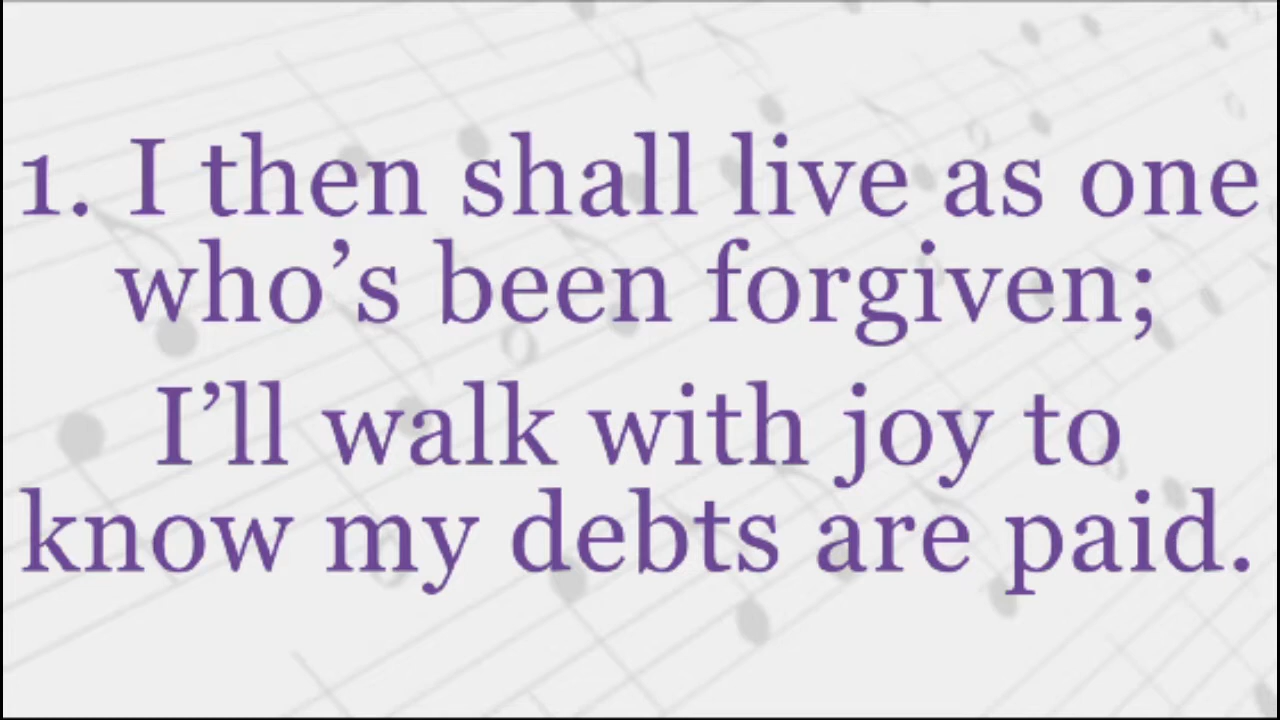 1. I then shall live as one
who’s been forgiven;
I’ll walk with joy to
know my debts are paid.